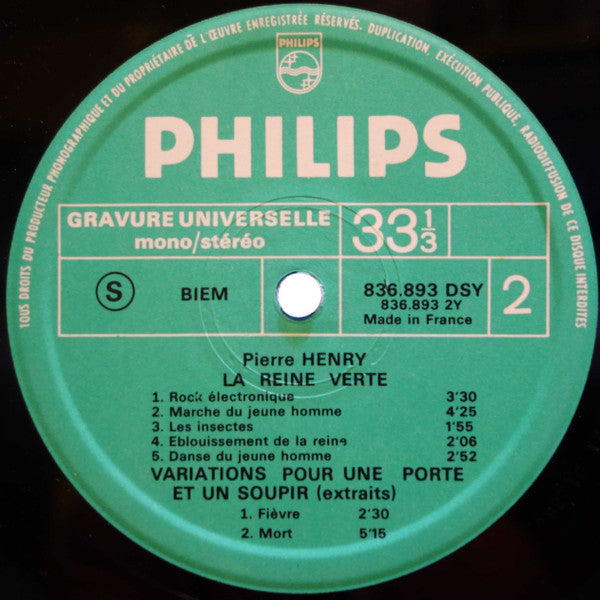 TOUS DROITS DU PRODUCTEUR PHONOGRAPHIQUE ET DU PROPRIÉTAIRE DE L'ŒUVRE ENREGISTRÉE RÉSERVÉS. DUPLICATION, EXÉCUTION PUBLIQUE, RADIODIFFUSION DE CE DISQUE INTERDITES
PHILIPS
PHILIPS
GRAVURE UNIVERSELLE
mono/stéréo
33 1/3
S
BIEM
836.893 DSY
836.893 2Y
Made in France
2
Pierre HENRY
LA REINE VERTE
1. Rock électronique 3'30
2. Marche du jeune homme 4'25
3. Les insectes 1'55
4. Eblouissement de la reine 2'06
5. Danse du jeune homme 2'52
VARIATIONS POUR UNE PORTE
ET UN SOUPIR (extraits)
1. Fièvre 2'30
2. Mort 5'15